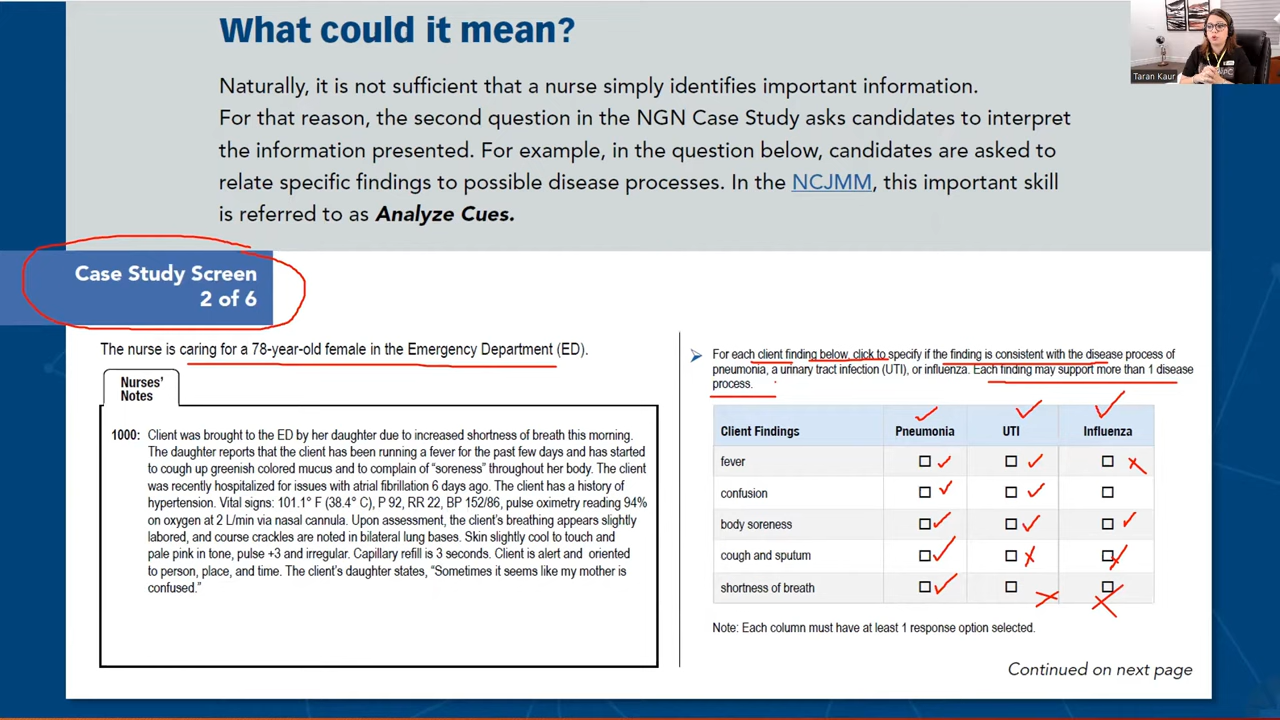 What could it mean?
Taran Kaur
Naturally, it is not sufficient that a nurse simply identifies important information.
For that reason, the second question in the NGN Case Study asks candidates to interpret
the information presented. For example, in the question below, candidates are asked to
relate specific findings to possible disease processes. In the NCJMM, this important skill
is referred to as Analyze Cues.
Case Study Screen
2 of 6
The nurse is caring for a 78-year-old female in the Emergency Department (ED).
Nurses'
Notes
1000: Client was brought to the ED by her daughter due to increased shortness of breath this morning.
The daughter reports that the client has been running a fever for the past few days and has started
to cough up greenish colored mucus and to complain of "soreness" throughout her body. The client
was recently hospitalized for issues with atrial fibrillation 6 days ago. The client has a history of
hypertension. Vital signs: 101.1° F (38.4° C), P 92, RR 22, BP 152/86, pulse oximetry reading 94%
on oxygen at 2 L/min via nasal cannula. Upon assessment, the client's breathing appears slightly
labored, and course crackles are noted in bilateral lung bases. Skin slightly cool to touch and
pale pink in tone, pulse +3 and irregular. Capillary refill is 3 seconds. Client is alert and oriented
to person, place, and time. The client's daughter states, "Sometimes it seems like my mother is
confused."
For each client finding below, click to specify if the finding is consistent with the disease process of
pneumonia, a urinary tract infection (UTI), or influenza. Each finding may support more than 1 disease
process.
Client Findings Pneumonia UTI Influenza
fever
confusion
body soreness
cough and sputum
shortness of breath
Note: Each column must have at least 1 response option selected.
Continued on next page